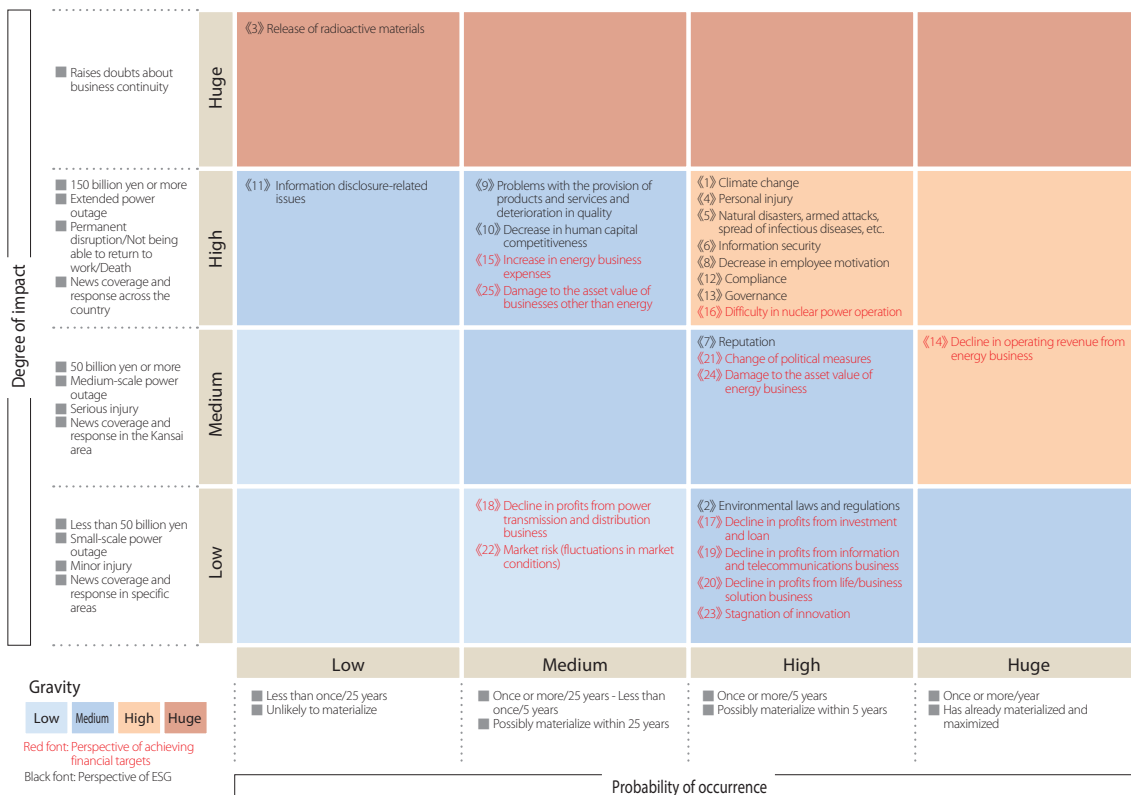 Degree of impact
■ Raises doubts about
business continuity
Huge
《3》 Release of radioactive materials
■ 150 billion yen or more
■ Extended power
outage
■ Permanent
disruption/Not being
able to return to
work/Death
■ News coverage and
response across the
country
High
《11》 Information disclosure-related
issues
《9》 Problems with the provision of
products and services and
deterioration in quality
《10》 Decrease in human capital
competitiveness
《15》 Increase in energy business
expenses
《25》 Damage to the asset value of
businesses other than energy
《1》 Climate change
《4》 Personal injury
《5》 Natural disasters, armed attacks,
spread of infectious diseases, etc.
《6》 Information security
《8》 Decrease in employee motivation
《12》 Compliance
《13》 Governance
《16》 Difficulty in nuclear power operation
■ 50 billion yen or more
■ Medium-scale power
outage
■ Serious injury
■ News coverage and
response in the Kansai
area
Medium
《7》 Reputation
《21》 Change of political measures
《24》 Damage to the asset value of
energy business
《14》 Decline in operating revenue from
energy business
■ Less than 50 billion yen
■ Small-scale power
outage
■ Minor injury
■ News coverage and
response in specific
areas
Low
《18》 Decline in profits from power
transmission and distribution
business
《22》 Market risk (fluctuations in market
conditions)
《2》 Environmental laws and regulations
《17》 Decline in profits from investment
and loan
《19》 Decline in profits from information
and telecommunications business
《20》 Decline in profits from life/business
solution business
《23》 Stagnation of innovation
Low
Medium
High
Huge
■ Less than once/25 years
■ Unlikely to materialize
■ Once or more/25 years - Less than
once/5 years
■ Possibly materialize within 25 years
■ Once or more/5 years
■ Possibly materialize within 5 years
■ Once or more/year
■ Has already materialized and
maximized
Probability of occurrence
Gravity
Low
Medium
High
Huge
Red font: Perspective of achieving
financial targets
Black font: Perspective of ESG